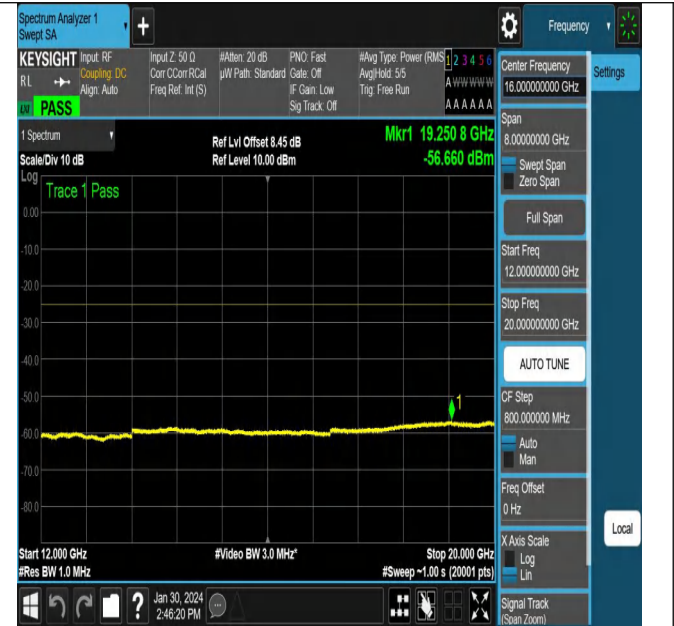 Spectrum Analyzer 1
Swept SA
+
Frequency
KEYSIGHT
RL
LXI PASS
Input: RF
Coupling: DC
Align: Auto
Input Z: 50 Ω
Corr CCorr RCal
Freq Ref: Int (S)
#Atten: 20 dB
µW Path: Standard
PNO: Fast
Gate: Off
IF Gain: Low
Sig Track: Off
#Avg Type: Power (RMS
Avg|Hold: 5/5
Trig: Free Run
1 2 3 4 5 6
A W W W W W
A A A A A A
1 Spectrum
Scale/Div 10 dB
Ref Lvl Offset 8.45 dB
Ref Level 10.00 dBm
Mkr1 19.250 8 GHz
-56.660 dBm
Log
Trace 1 Pass
0.00
-10.0
-20.0
-30.0
-40.0
-50.0
-60.0
-70.0
-80.0
1
Start 12.000 GHz
#Res BW 1.0 MHz
#Video BW 3.0 MHz*
Stop 20.000 GHz
#Sweep ~1.00 s (20001 pts)
Center Frequency
16.000000000 GHz
Settings
Span
8.00000000 GHz
Swept Span
Zero Span
Full Span
Start Freq
12.000000000 GHz
Stop Freq
20.000000000 GHz
AUTO TUNE
CF Step
800.000000 MHz
Auto
Man
Freq Offset
0 Hz
X Axis Scale
Log
Lin
Signal Track
(Span Zoom)
Local
?
Jan 30, 2024
2:46:20 PM